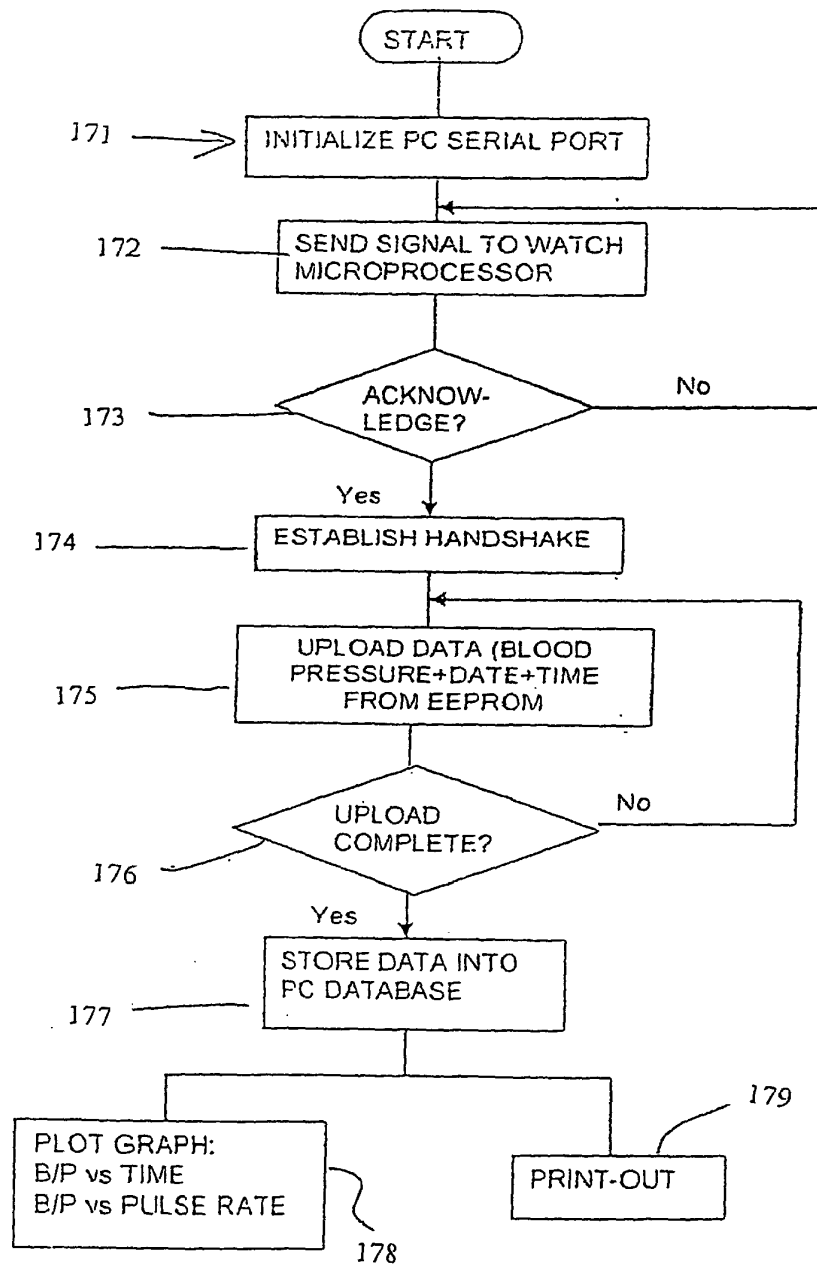 START
171
INITIALIZE PC SERIAL PORT
172
SEND SIGNAL TO WATCH
MICROPROCESSOR
173
ACKNOW-
LEDGE?
No
Yes
174
ESTABLISH HANDSHAKE
175
UPLOAD DATA (BLOOD
PRESSURE+DATE+TIME
FROM EEPROM
176
UPLOAD
COMPLETE?
No
Yes
177
STORE DATA INTO
PC DATABASE
PLOT GRAPH:
B/P vs TIME
B/P vs PULSE RATE
178
179
PRINT-OUT